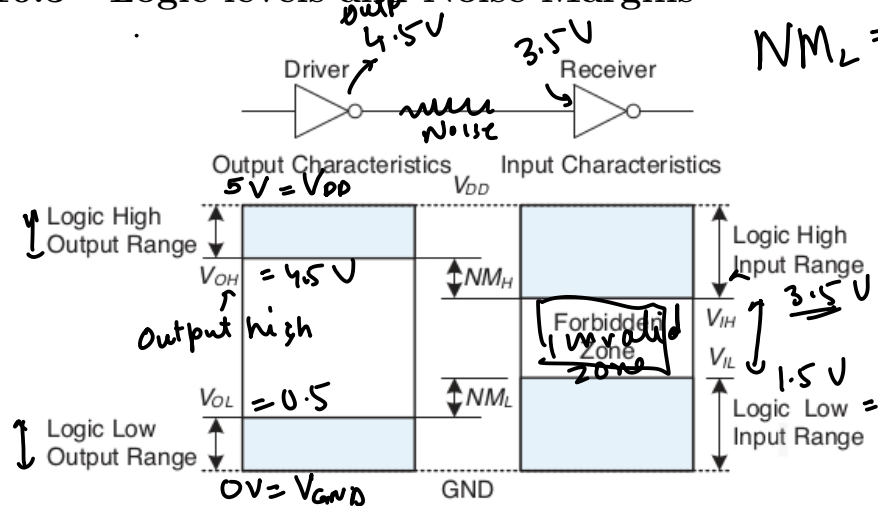 Logic levels and Noise Margins
outp
4.5V
3.5V
NM_L =
Driver
Receiver
Noise
Output Characteristics
Input Characteristics
5V = V_DD
V_DD
Logic High
Output Range
Logic High
Input Range
V_OH = 4.5 V
NM_H
3.5 V
Output high
Forbidden
Zone
invalid
zone
V_IH
V_IL
1.5 V
V_OL = 0.5
NM_L
Logic Low =
Input Range
Logic Low
Output Range
0V = V_GND
GND